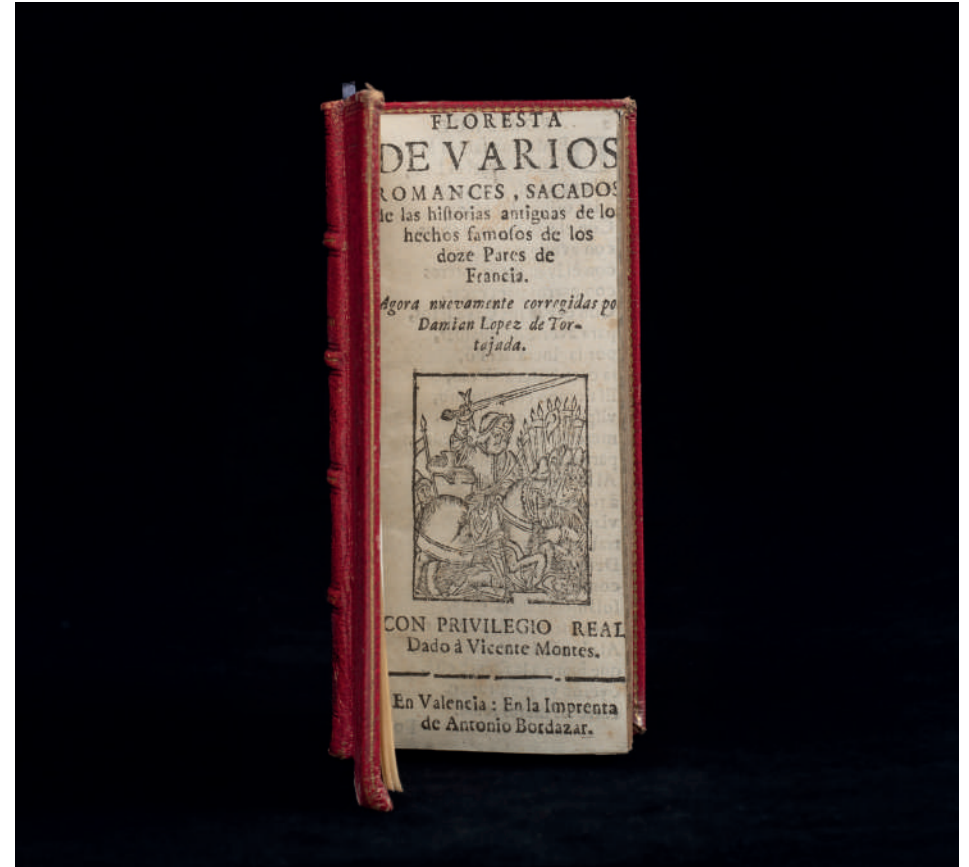 FLORESTA
DE VARIOS
ROMANCES, SACADOS
de las hiſtorias antiguas de lo
hechos famoſos de los
doze Pares de
Francia.
Agora nuevamente corregidas po
Damian Lopez de Tor-
tajada.
CON PRIVILEGIO REAL
Dado à Vicente Montes.
En Valencia : En la Imprenta
de Antonio Bordazar.